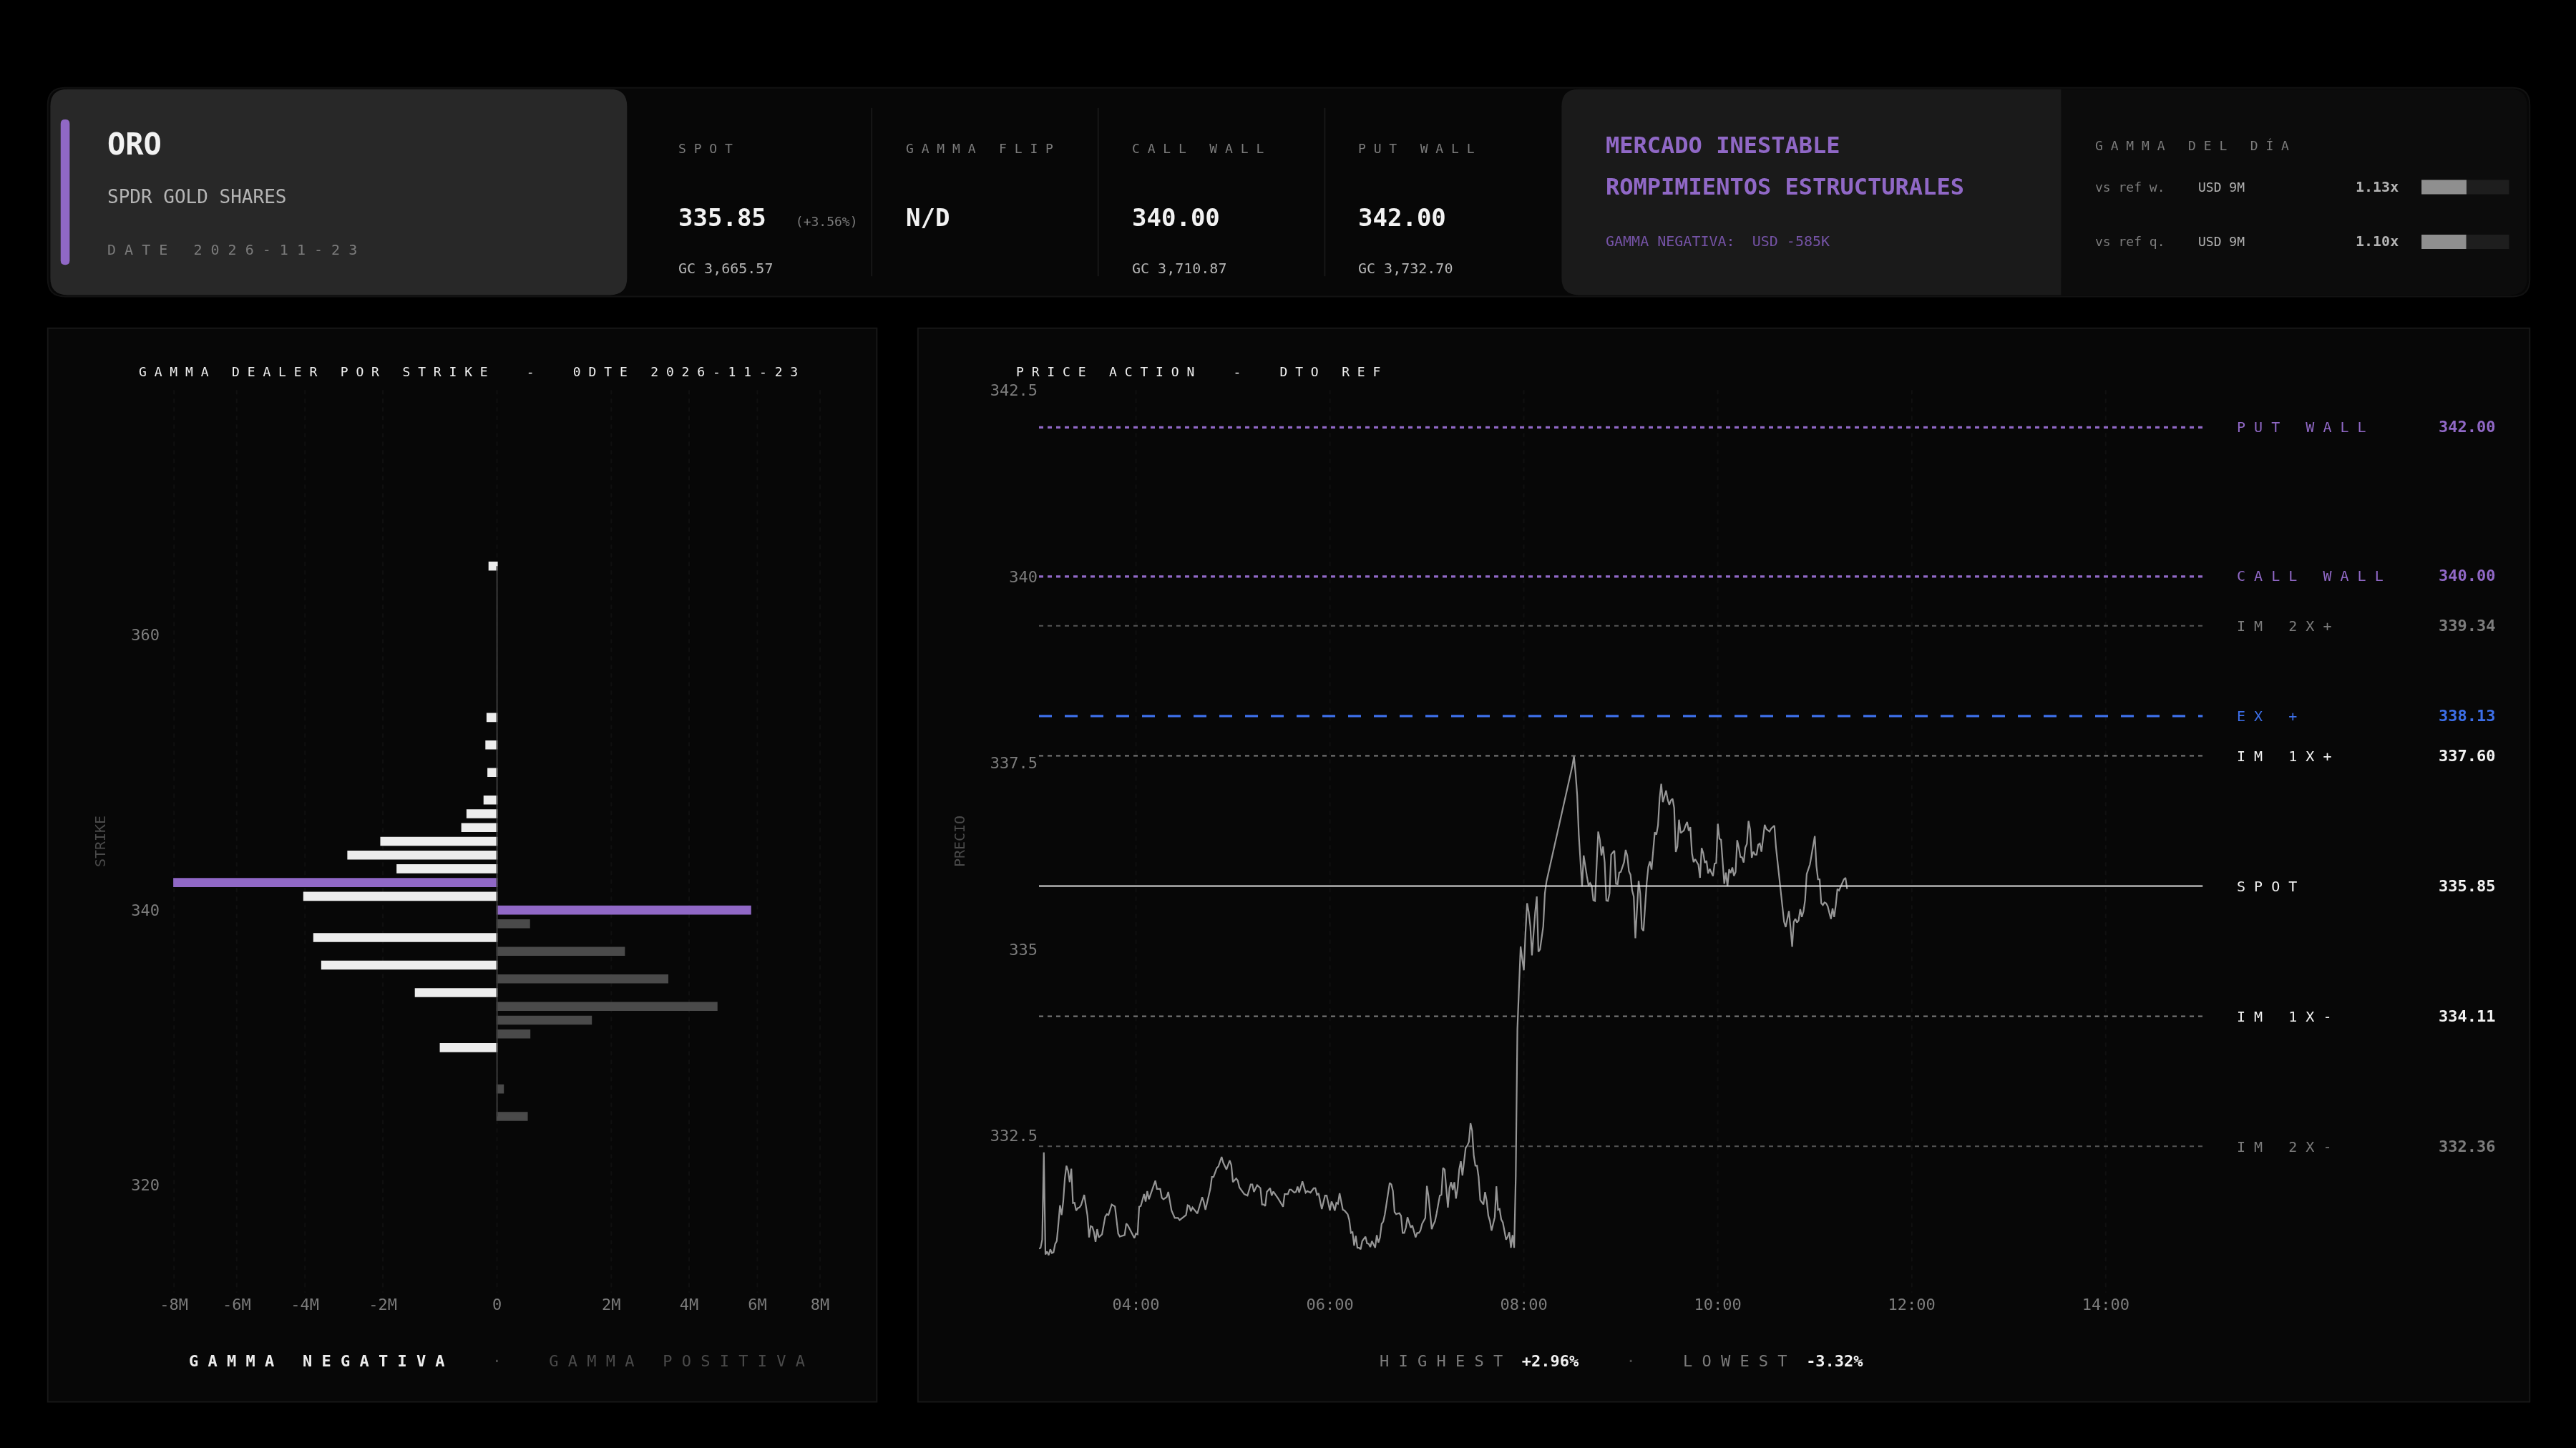 ORO
SPDR GOLD SHARES
DATE 2026-11-23
SPOT
335.85 (+3.56%)
GC 3,665.57
GAMMA FLIP
N/D
CALL WALL
340.00
GC 3,710.87
PUT WALL
342.00
GC 3,732.70
MERCADO INESTABLE
ROMPIMIENTOS ESTRUCTURALES
GAMMA NEGATIVA: USD -585K
GAMMA DEL DÍA
vs ref w. USD 9M 1.13x
vs ref q. USD 9M 1.10x
GAMMA DEALER POR STRIKE - 0DTE 2026-11-23
STRIKE
360
340
320
-8M -6M -4M -2M 0 2M 4M 6M 8M
GAMMA NEGATIVA · GAMMA POSITIVA
PRICE ACTION - DTO REF
PRECIO
342.5
340
337.5
335
332.5
PUT WALL 342.00
CALL WALL 340.00
IM 2X+ 339.34
EX + 338.13
IM 1X+ 337.60
SPOT 335.85
IM 1X- 334.11
IM 2X- 332.36
04:00 06:00 08:00 10:00 12:00 14:00
HIGHEST +2.96% · LOWEST -3.32%